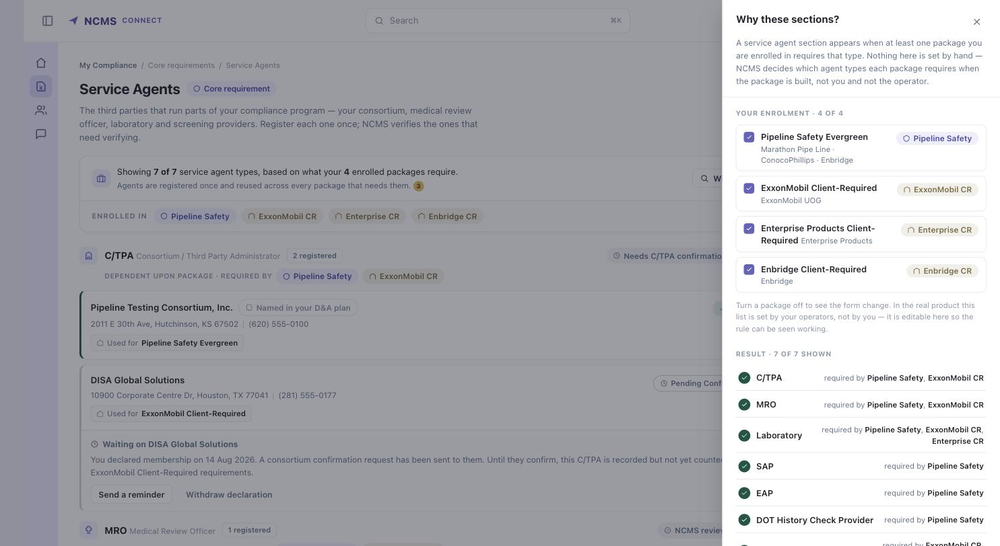 NCMS CONNECT
Search
⌘K
My Compliance / Core requirements / Service Agents
Service Agents
Core requirement
The third parties that run parts of your compliance program — your consortium, medical review
officer, laboratory and screening providers. Register each one once; NCMS verifies the ones that
need verifying.
Showing 7 of 7 service agent types, based on what your 4 enrolled packages require.
Agents are registered once and reused across every package that needs them. 3
ENROLLED IN Pipeline Safety ExxonMobil CR Enterprise CR Enbridge CR
C/TPA Consortium / Third Party Administrator 2 registered
Needs C/TPA
DEPENDENT UPON PACKAGE · REQUIRED BY Pipeline Safety ExxonMobil CR
Pipeline Testing Consortium, Inc. Named in your D&A plan
2011 E 30th Ave, Hutchinson, KS 67502 | (620) 555-0100
Used for Pipeline Safety Evergreen
DISA Global Solutions
Pending
10900 Corporate Centre Dr, Houston, TX 77041 | (281) 555-0177
Used for ExxonMobil Client-Required
Waiting on DISA Global Solutions
You declared membership on 14 Aug 2026. A consortium confirmation request has been sent to them. Until they confirm, this C/TPA is recorded but not yet
ExxonMobil Client-Required requirements.
Send a reminder Withdraw declaration
MRO Medical Review Officer 1 registered
NCMS
Why these sections?
A service agent section appears when at least one package you
are enrolled in requires that type. Nothing here is set by hand —
NCMS decides which agent types each package requires when
the package is built, not you and not the operator.
YOUR ENROLMENT · 4 OF 4
Pipeline Safety Evergreen
Pipeline Safety
Marathon Pipe Line ·
ConocoPhillips · Enbridge
ExxonMobil Client-Required
ExxonMobil CR
ExxonMobil UOG
Enterprise Products Client-
Required Enterprise Products
Enterprise CR
Enbridge Client-Required
Enbridge CR
Enbridge
Turn a package off to see the form change. In the real product this
list is set by your operators, not by you — it is editable here so the
rule can be seen working.
RESULT · 7 OF 7 SHOWN
C/TPA required by Pipeline Safety, ExxonMobil CR
MRO required by Pipeline Safety, ExxonMobil CR
Laboratory required by Pipeline Safety, ExxonMobil CR,
Enterprise CR
SAP required by Pipeline Safety
EAP required by Pipeline Safety
DOT History Check Provider required by Pipeline Safety
required by ExxonMobil CR,